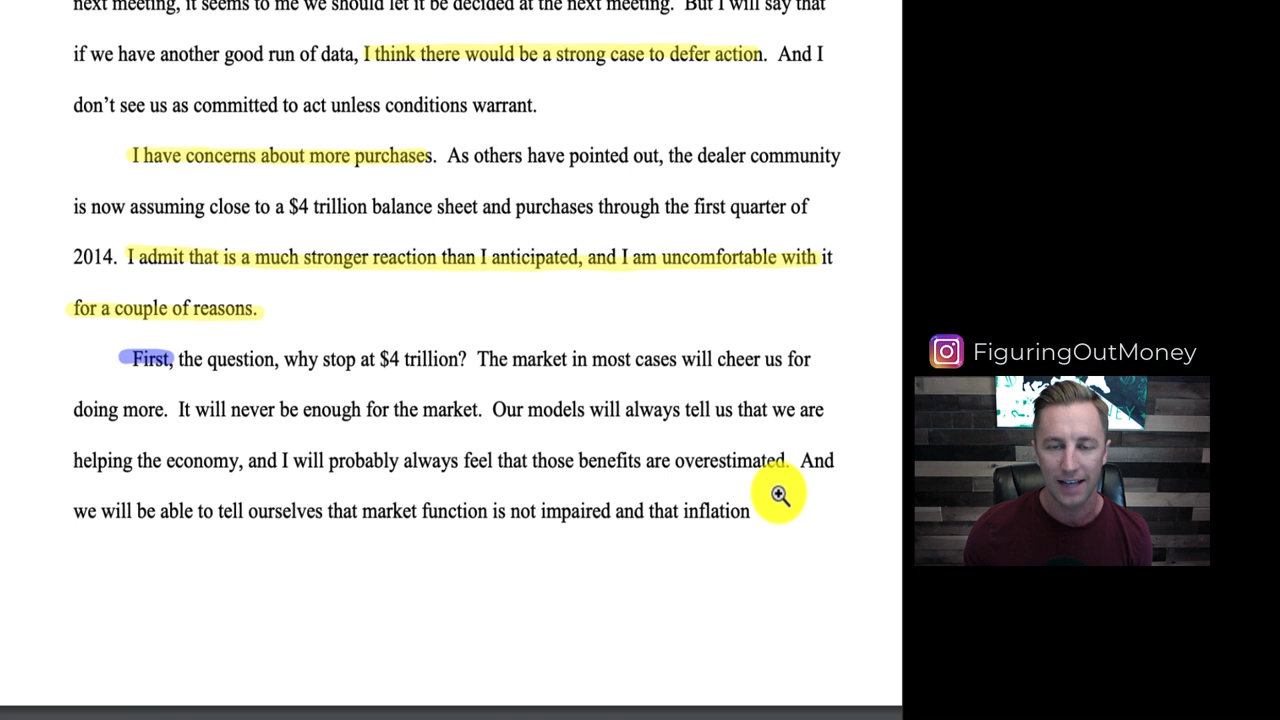 next meeting, it seems to me we should let it be decided at the next meeting. But I will say that
if we have another good run of data, I think there would be a strong case to defer action. And I
don’t see us as committed to act unless conditions warrant.
I have concerns about more purchases. As others have pointed out, the dealer community
is now assuming close to a $4 trillion balance sheet and purchases through the first quarter of
2014. I admit that is a much stronger reaction than I anticipated, and I am uncomfortable with it
for a couple of reasons.
First, the question, why stop at $4 trillion? The market in most cases will cheer us for
doing more. It will never be enough for the market. Our models will always tell us that we are
helping the economy, and I will probably always feel that those benefits are overestimated. And
we will be able to tell ourselves that market function is not impaired and that inflation
FiguringOutMoney